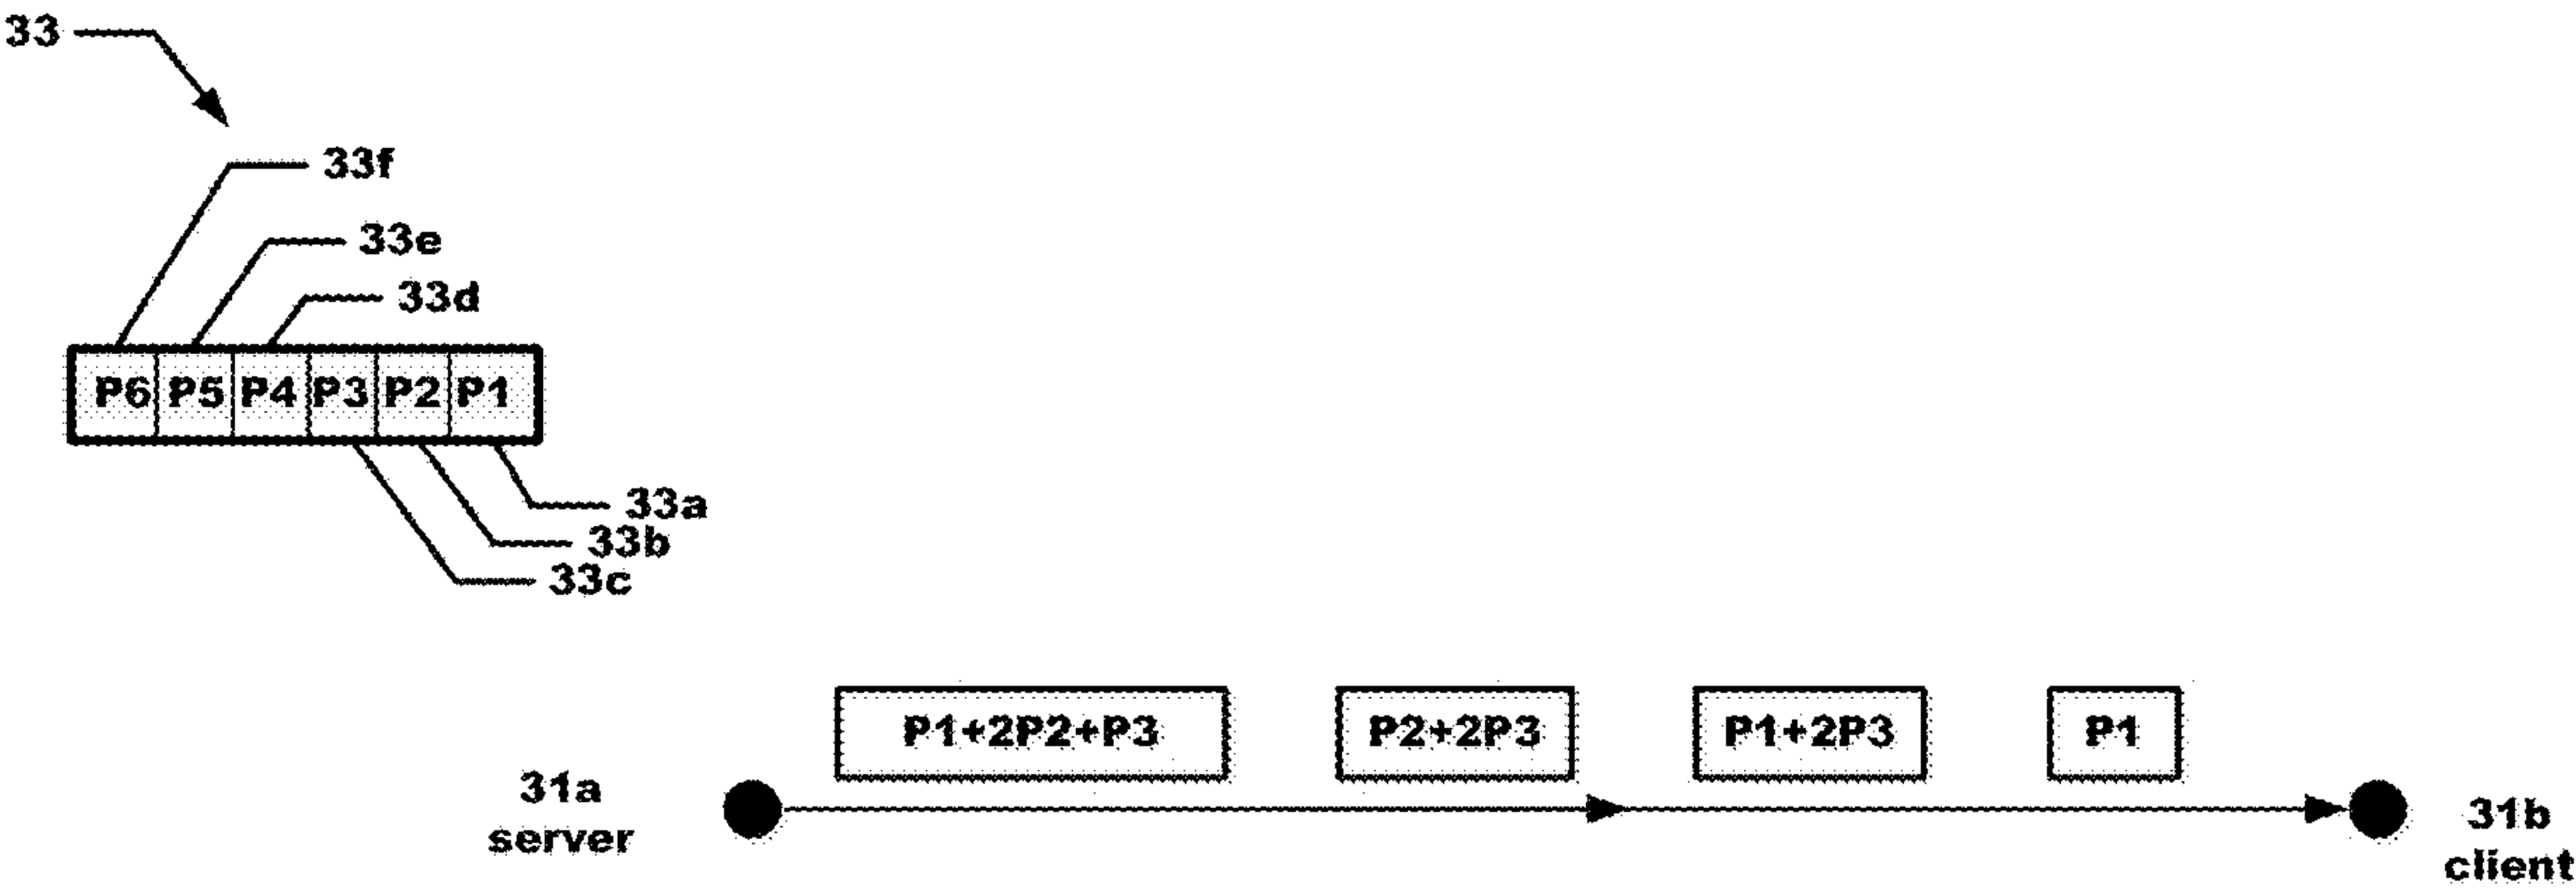 33
33f
33e
33d
P6 P5 P4 P3 P2 P1
33a
33b
33c
P1+2P2+P3 P2+2P3 P1+2P3 P1
31a
server
31b
client